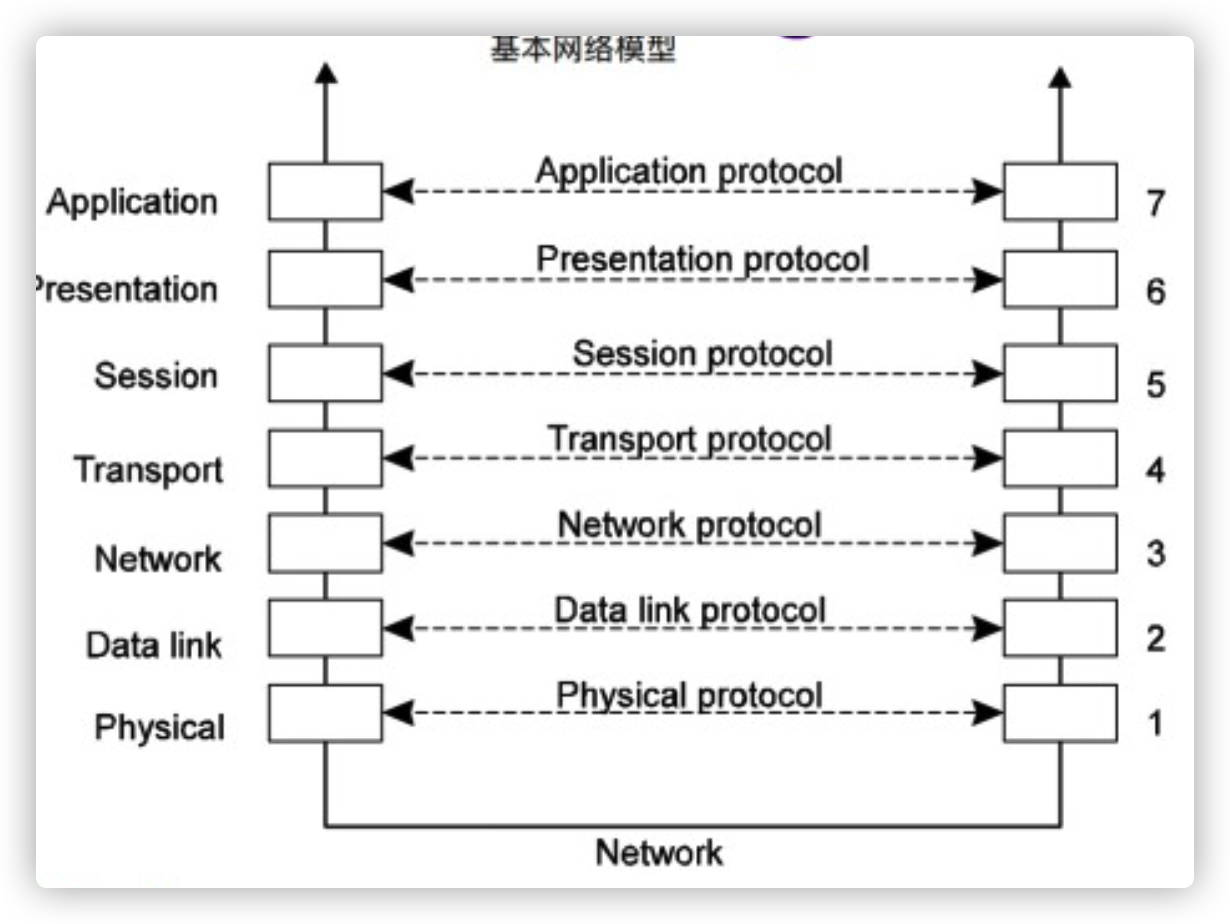 基本网络模型
Application
Application protocol
7
Presentation
Presentation protocol
6
Session
Session protocol
5
Transport
Transport protocol
4
Network
Network protocol
3
Data link
Data link protocol
2
Physical
Physical protocol
1
Network